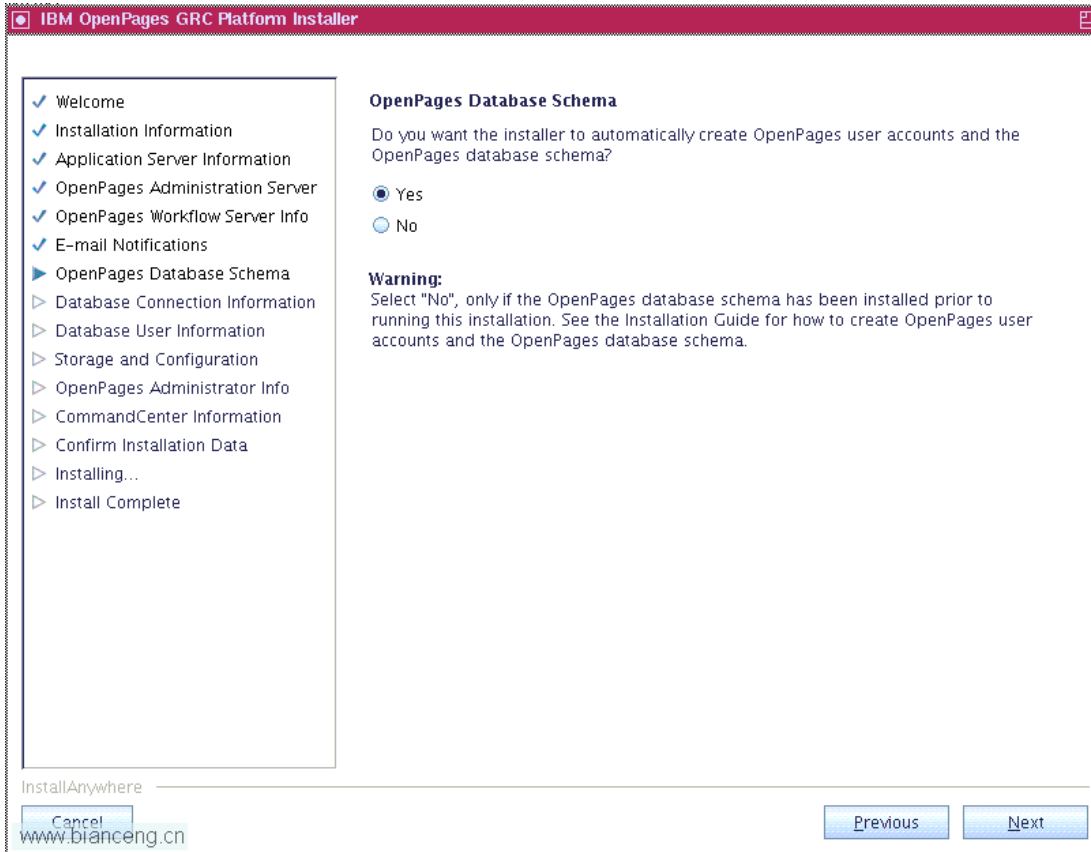 IBM OpenPages GRC Platform Installer
Welcome
Installation Information
Application Server Information
OpenPages Administration Server
OpenPages Workflow Server Info
E-mail Notifications
OpenPages Database Schema
Database Connection Information
Database User Information
Storage and Configuration
OpenPages Administrator Info
CommandCenter Information
Confirm Installation Data
Installing...
Install Complete
OpenPages Database Schema
Do you want the installer to automatically create OpenPages user accounts and the
OpenPages database schema?
Yes
No
Warning:
Select "No", only if the OpenPages database schema has been installed prior to
running this installation. See the Installation Guide for how to create OpenPages user
accounts and the OpenPages database schema.
InstallAnywhere
Cancel
Previous
Next
www.bianceng.cn